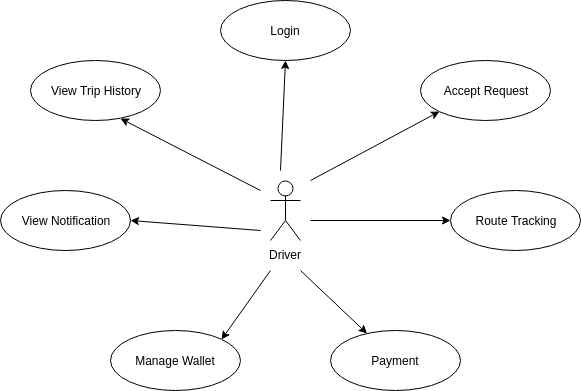 Login
View Trip History
Accept Request
View Notification
Route Tracking
Driver
Manage Wallet
Payment